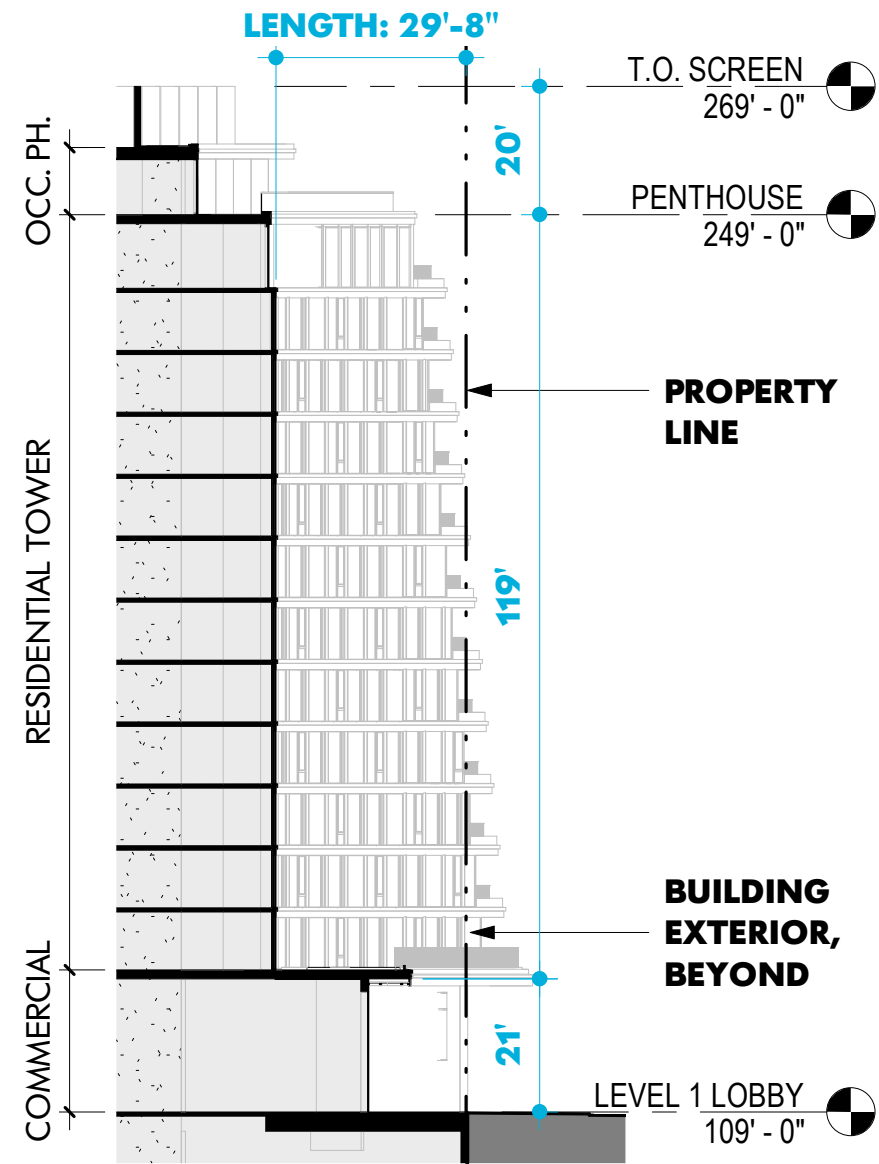 LENGTH: 29'-8"
T.O. SCREEN
269' - 0"
OCC. PH.
20'
PENTHOUSE
249' - 0"
PROPERTY
LINE
RESIDENTIAL TOWER
119'
BUILDING
EXTERIOR,
BEYOND
COMMERCIAL
21'
LEVEL 1 LOBBY
109' - 0"